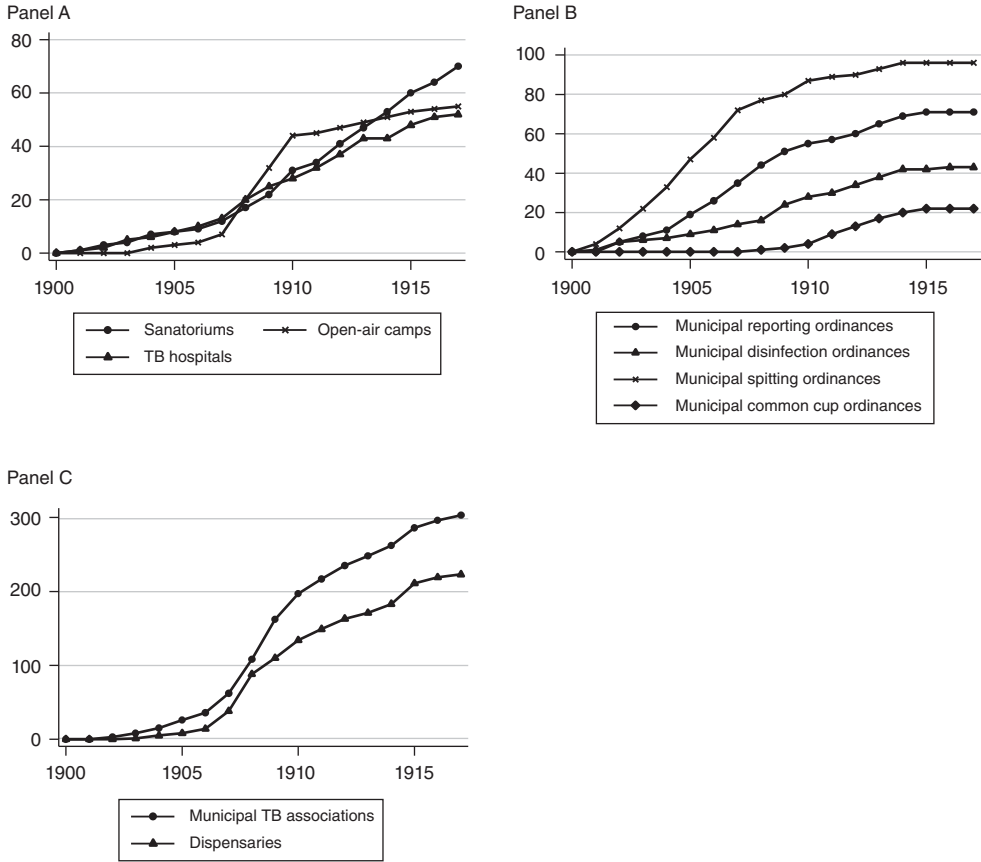 Panel A
80
60
40
20
0
1900 1905 1910 1915
Sanatoriums Open-air camps
TB hospitals
Panel B
100
80
60
40
20
0
1900 1905 1910 1915
Municipal reporting ordinances
Municipal disinfection ordinances
Municipal spitting ordinances
Municipal common cup ordinances
Panel C
300
200
100
0
1900 1905 1910 1915
Municipal TB associations
Dispensaries